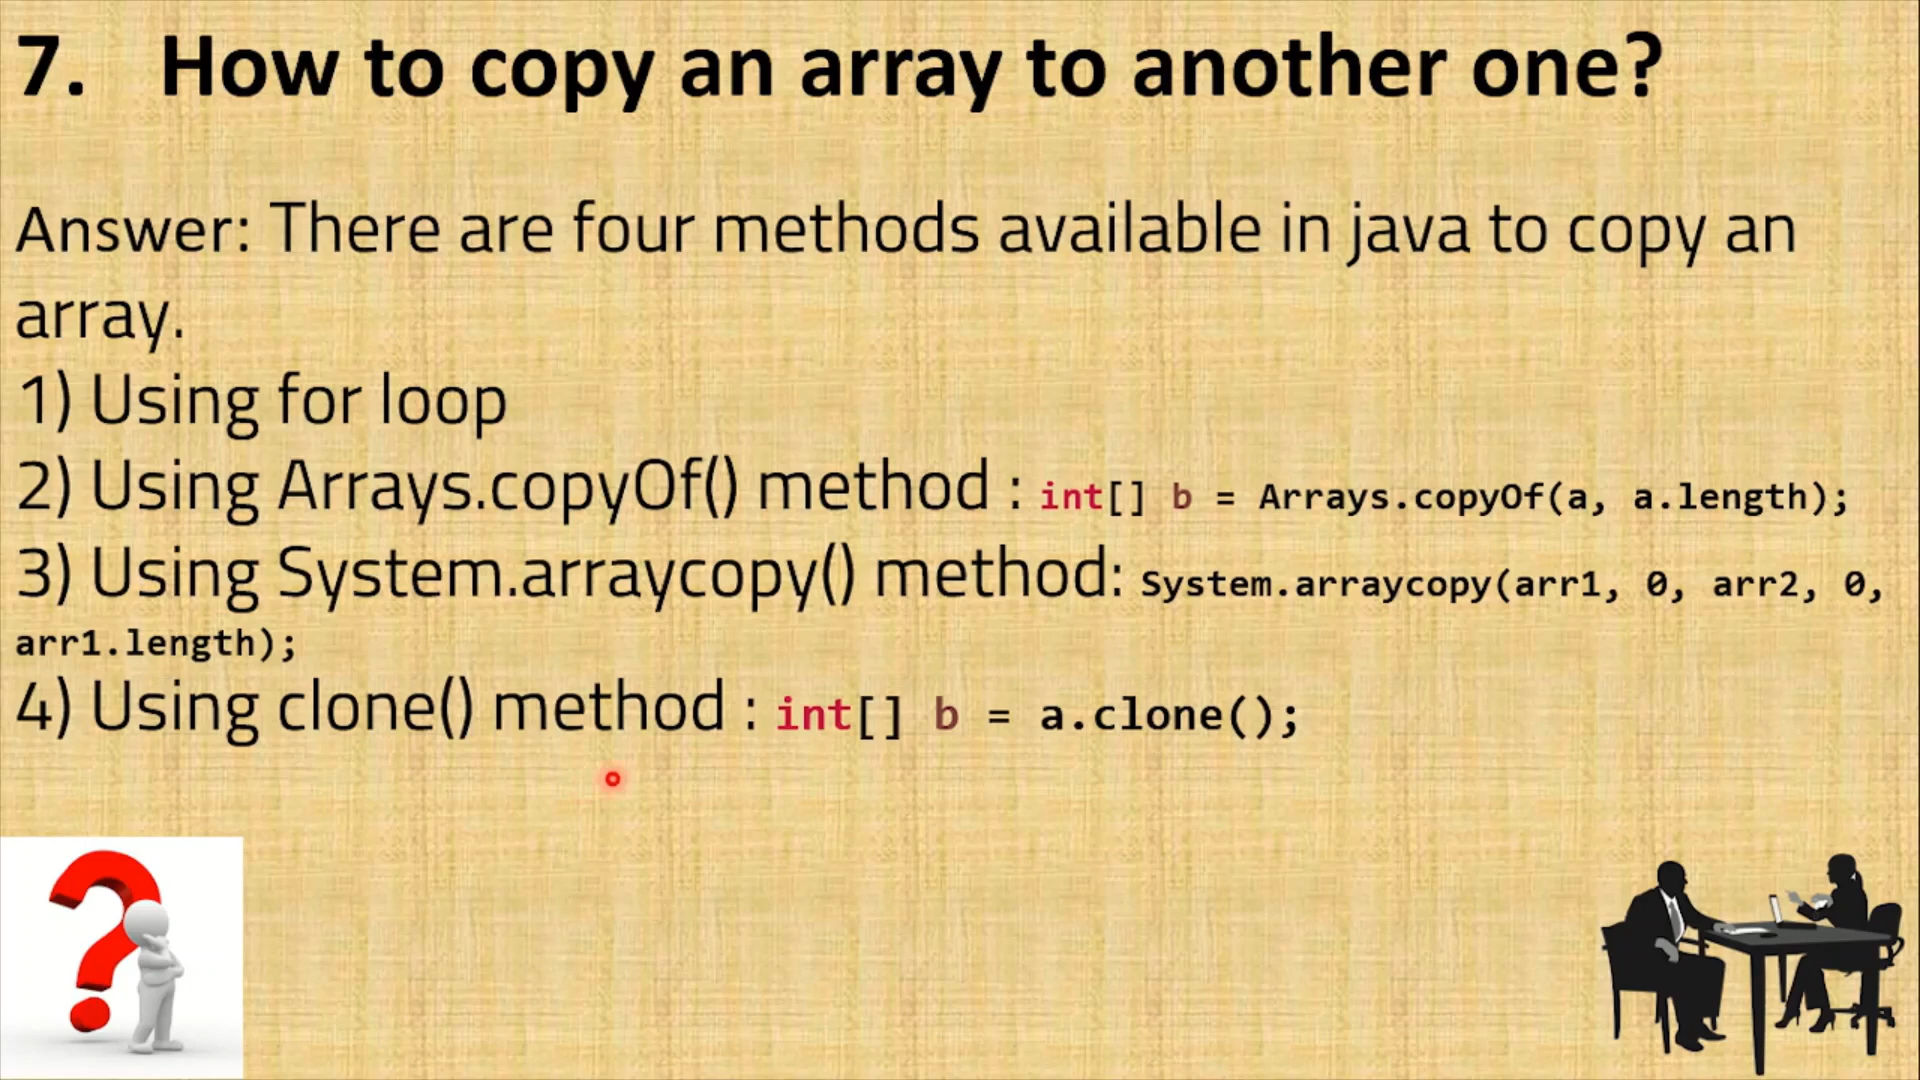 7. How to copy an array to another one?
Answer: There are four methods available in java to copy an
array.
1) Using for loop
2) Using Arrays.copyOf() method : int[] b = Arrays.copyOf(a, a.length);
3) Using System.arraycopy() method: System.arraycopy(arr1, 0, arr2, 0,
arr1.length);
4) Using clone() method : int[] b = a.clone();